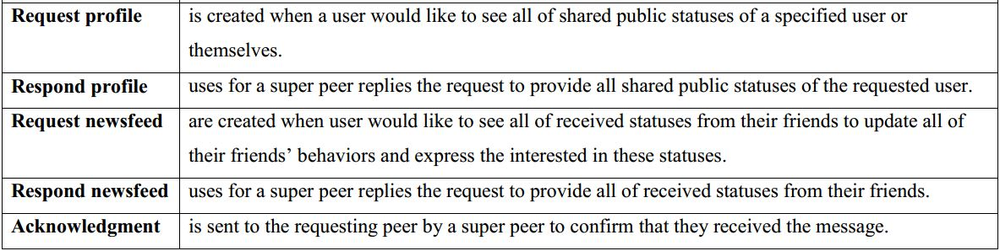 Request profile is created when a user would like to see all of shared public statuses of a specified user or
themselves.
Respond profile uses for a super peer replies the request to provide all shared public statuses of the requested user.
Request newsfeed are created when user would like to see all of received statuses from their friends to update all of
their friends’ behaviors and express the interested in these statuses.
Respond newsfeed uses for a super peer replies the request to provide all of received statuses from their friends.
Acknowledgment is sent to the requesting peer by a super peer to confirm that they received the message.